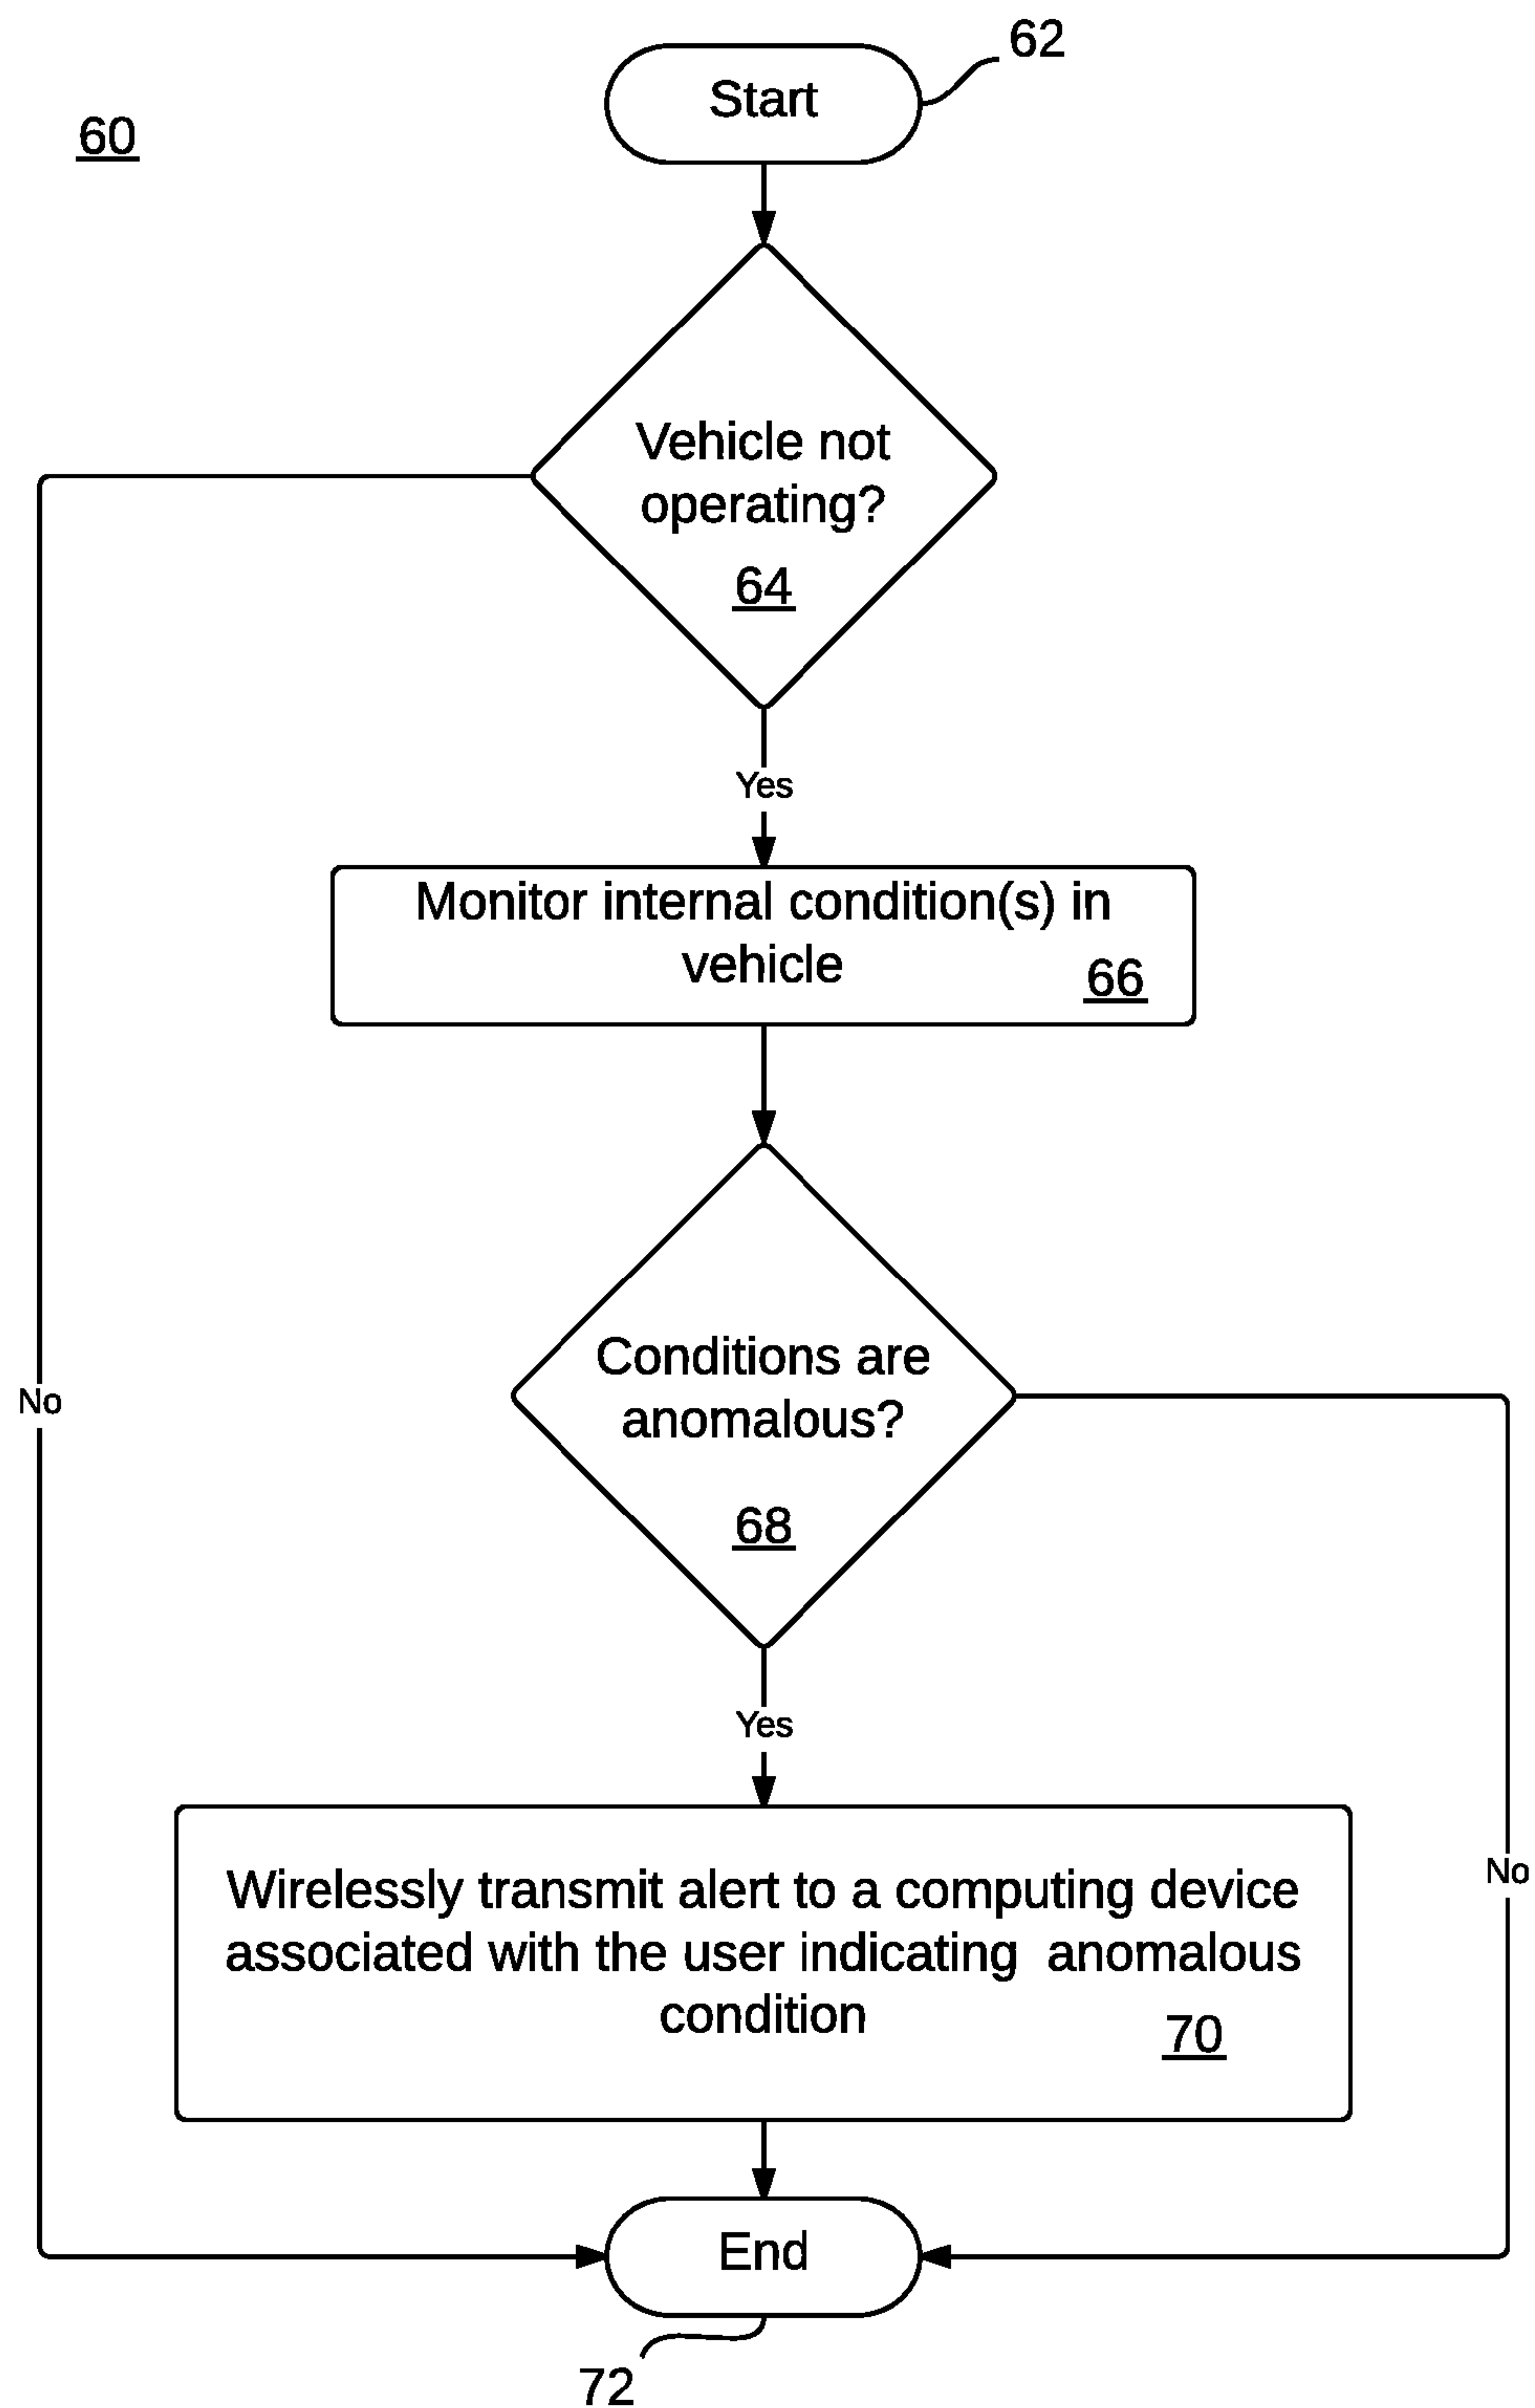 62
Start
60
Vehicle not
operating?
64
Yes
Monitor internal condition(s) in
vehicle
66
Conditions are
anomalous?
No
68
Yes
Wirelessly transmit alert to a computing device
No
associated with the user indicating  anomalous
condition
70
End
72